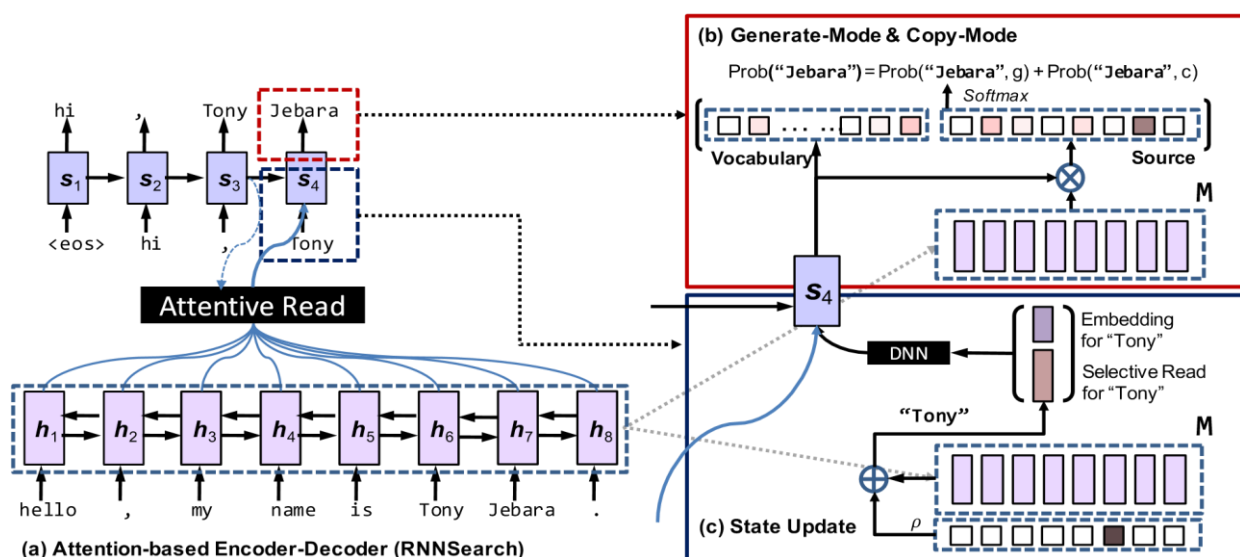 hi , Tony Jebara
s1 s2 s3 s4
<eos> hi , Tony
Attentive Read
h1 h2 h3 h4 h5 h6 h7 h8
hello , my name is Tony Jebara .
(a) Attention-based Encoder-Decoder (RNNSearch)
(b) Generate-Mode & Copy-Mode
Prob("Jebara") = Prob("Jebara", g) + Prob("Jebara", c)
Softmax
... ...
Vocabulary Source
M
s4
DNN
Embedding
for "Tony"
Selective Read
for "Tony"
"Tony"
M
ρ
(c) State Update